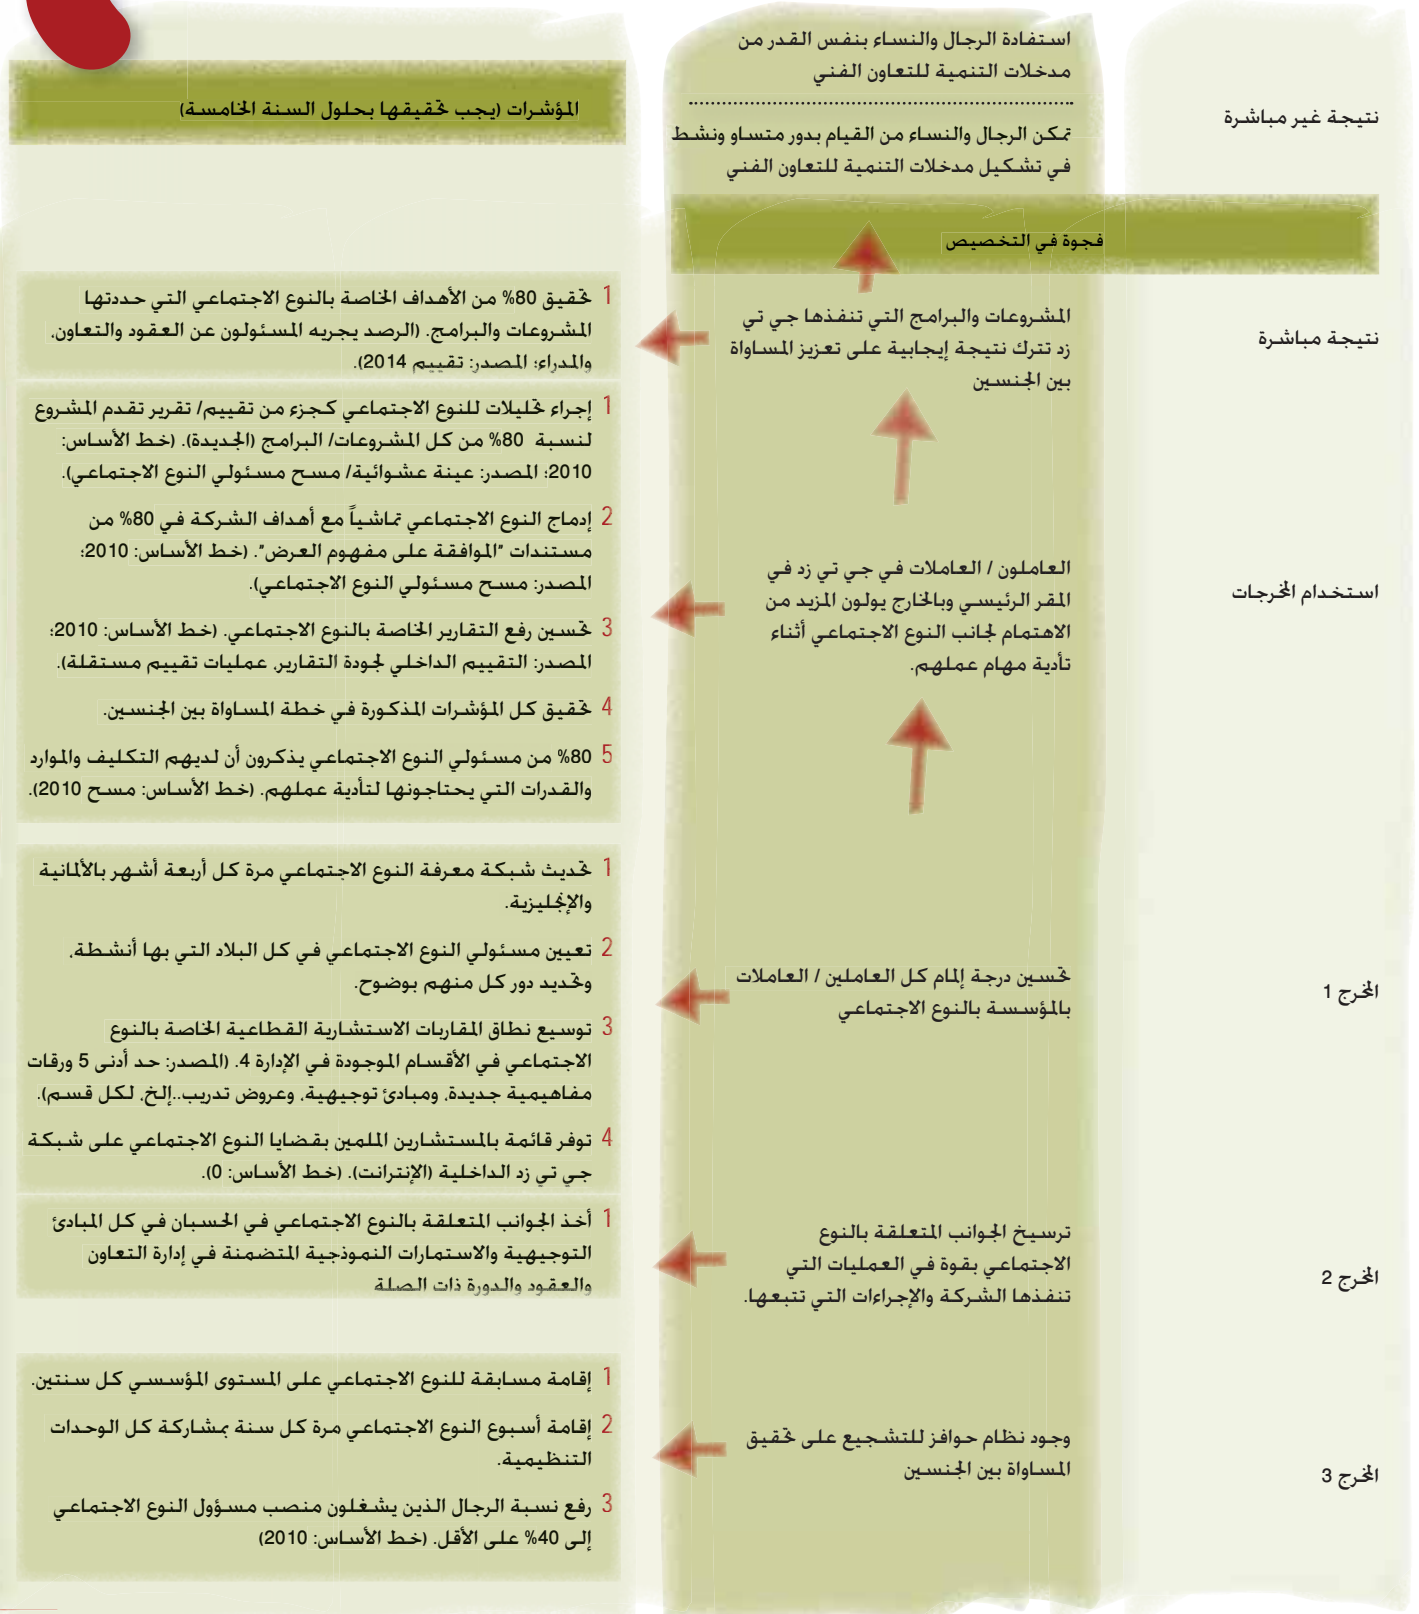 نتيجة غير مباشرة
استفادة الرجال والنساء بنفس القدر من
مدخلات التنمية للتعاون الفني
تمكن الرجال والنساء من القيام بدور متساو ونشط
في تشكيل مدخلات التنمية للتعاون الفني
المؤشرات (يجب تحقيقها بحلول السنة الخامسة)
فجوة في التخصيص
نتيجة مباشرة
المشروعات والبرامج التي تنفذها جي تي
زد تترك نتيجة إيجابية على تعزيز المساواة
بين الجنسين
1 تحقيق 80% من الأهداف الخاصة بالنوع الاجتماعي التي حددتها
المشروعات والبرامج. (الرصد يجريه المسئولون عن العقود والتعاون،
والمدراء؛ المصدر: تقييم 2014).
استخدام المخرجات
العاملون / العاملات في جي تي زد في
المقر الرئيسي وبالخارج يولون المزيد من
الاهتمام لجانب النوع الاجتماعي أثناء
تأدية مهام عملهم.
1 إجراء تحليلات للنوع الاجتماعي كجزء من تقييم/ تقرير تقدم المشروع
لنسبة 80% من كل المشروعات/ البرامج (الجديدة). (خط الأساس:
2010؛ المصدر: عينة عشوائية/ مسح مسئولي النوع الاجتماعي).
2 إدماج النوع الاجتماعي تماشياً مع أهداف الشركة في 80% من
مستندات "الموافقة على مفهوم العرض". (خط الأساس: 2010؛
المصدر: مسح مسئولي النوع الاجتماعي).
3 تحسين رفع التقارير الخاصة بالنوع الاجتماعي. (خط الأساس: 2010؛
المصدر: التقييم الداخلي لجودة التقارير، عمليات تقييم مستقلة).
4 تحقيق كل المؤشرات المذكورة في خطة المساواة بين الجنسين.
5 80% من مسئولي النوع الاجتماعي يذكرون أن لديهم التكليف والموارد
والقدرات التي يحتاجونها لتأدية عملهم. (خط الأساس: مسح 2010).
المخرج 1
تحسين درجة إلمام كل العاملين / العاملات
بالمؤسسة بالنوع الاجتماعي
1 تحديث شبكة معرفة النوع الاجتماعي مرة كل أربعة أشهر بالألمانية
والإنجليزية.
2 تعيين مسئولي النوع الاجتماعي في كل البلاد التي بها أنشطة،
وتحديد دور كل منهم بوضوح.
3 توسيع نطاق المقاربات الاستشارية القطاعية الخاصة بالنوع
الاجتماعي في الأقسام الموجودة في الإدارة 4. (المصدر: حد أدنى 5 ورقات
مفاهيمية جديدة، ومبادئ توجيهية، وعروض تدريب..إلخ، لكل قسم).
4 توفر قائمة بالمستشارين الملمين بقضايا النوع الاجتماعي على شبكة
جي تي زد الداخلية (الإنترانت). (خط الأساس: 0).
المخرج 2
ترسيخ الجوانب المتعلقة بالنوع
الاجتماعي بقوة في العمليات التي
تنفذها الشركة والإجراءات التي تتبعها.
1 أخذ الجوانب المتعلقة بالنوع الاجتماعي في الحسبان في كل المبادئ
التوجيهية والاستمارات النموذجية المتضمنة في إدارة التعاون
والعقود والدورة ذات الصلة
المخرج 3
وجود نظام حوافز للتشجيع على تحقيق
المساواة بين الجنسين
1 إقامة مسابقة للنوع الاجتماعي على المستوى المؤسسي كل سنتين.
2 إقامة أسبوع النوع الاجتماعي مرة كل سنة بمشاركة كل الوحدات
التنظيمية.
3 رفع نسبة الرجال الذين يشغلون منصب مسؤول النوع الاجتماعي
إلى 40% على الأقل. (خط الأساس: 2010)